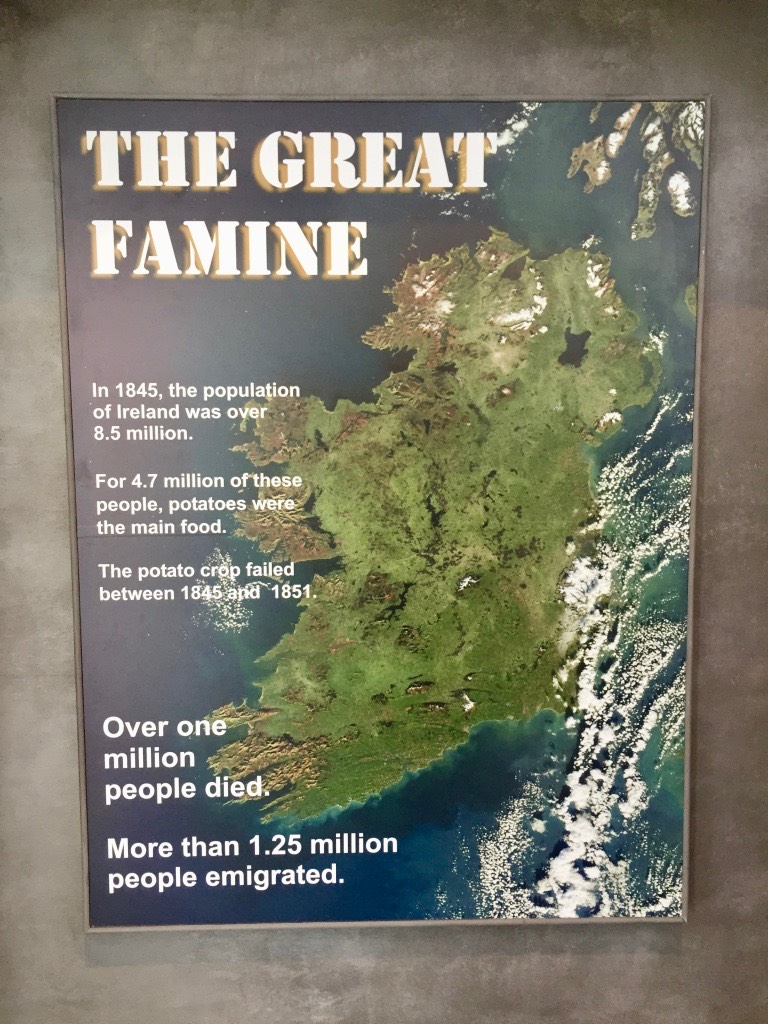 THE GREAT
FAMINE
In 1845, the population
of Ireland was over
8.5 million.
For 4.7 million of these
people, potatoes were
the main food.
The potato crop failed
between 1845 and 1851.
Over one
million
people died.
More than 1.25 million
people emigrated.